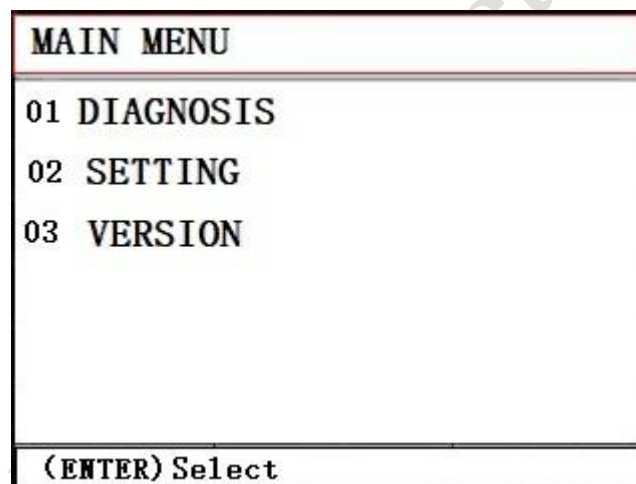 MAIN MENU
01 DIAGNOSIS
02 SETTING
03 VERSION
(ENTER) Select